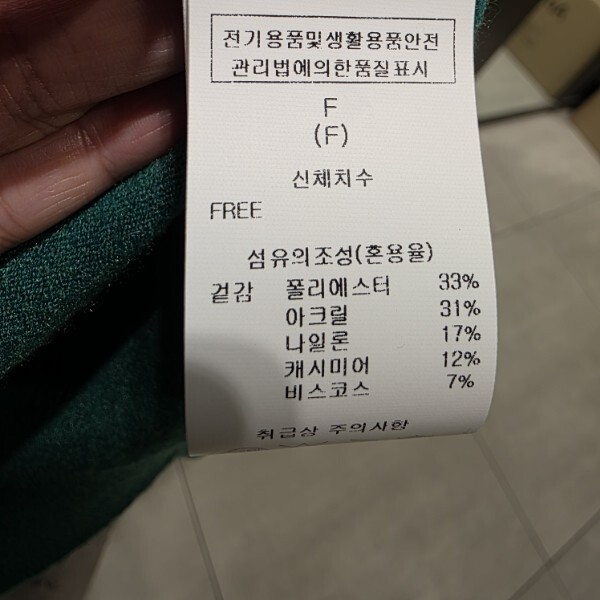 전기용품및생활용품안전
관리법에의한품질표시
F
(F)
신체치수
FREE
섬유의조성(혼용율)
겉감 폴리에스터 33%
아크릴 31%
나일론 17%
캐시미어 12%
비스코스 7%
취급상 주의사항